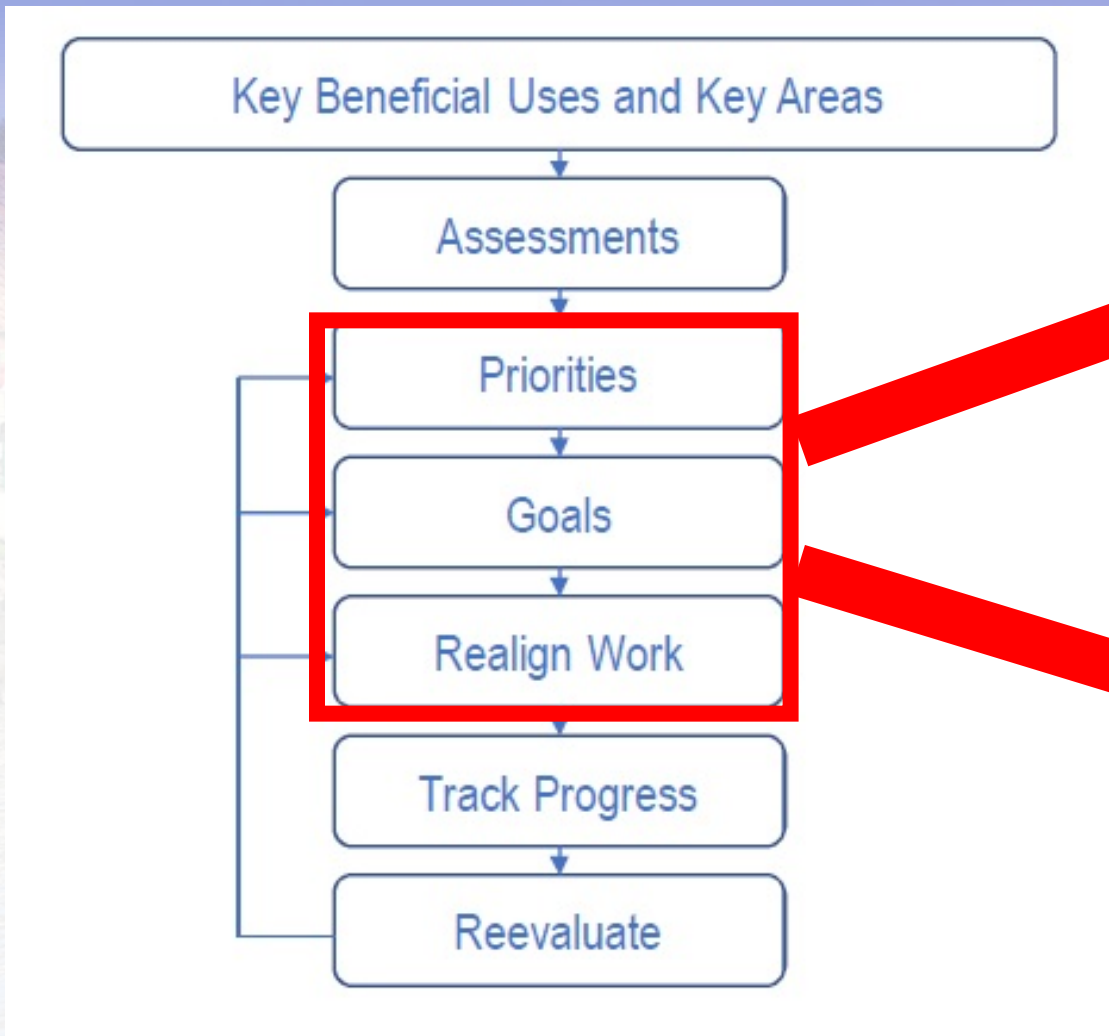 Key Beneficial Uses and Key Areas
Assessments
Priorities
Goals
Realign Work
Track Progress
Reevaluate